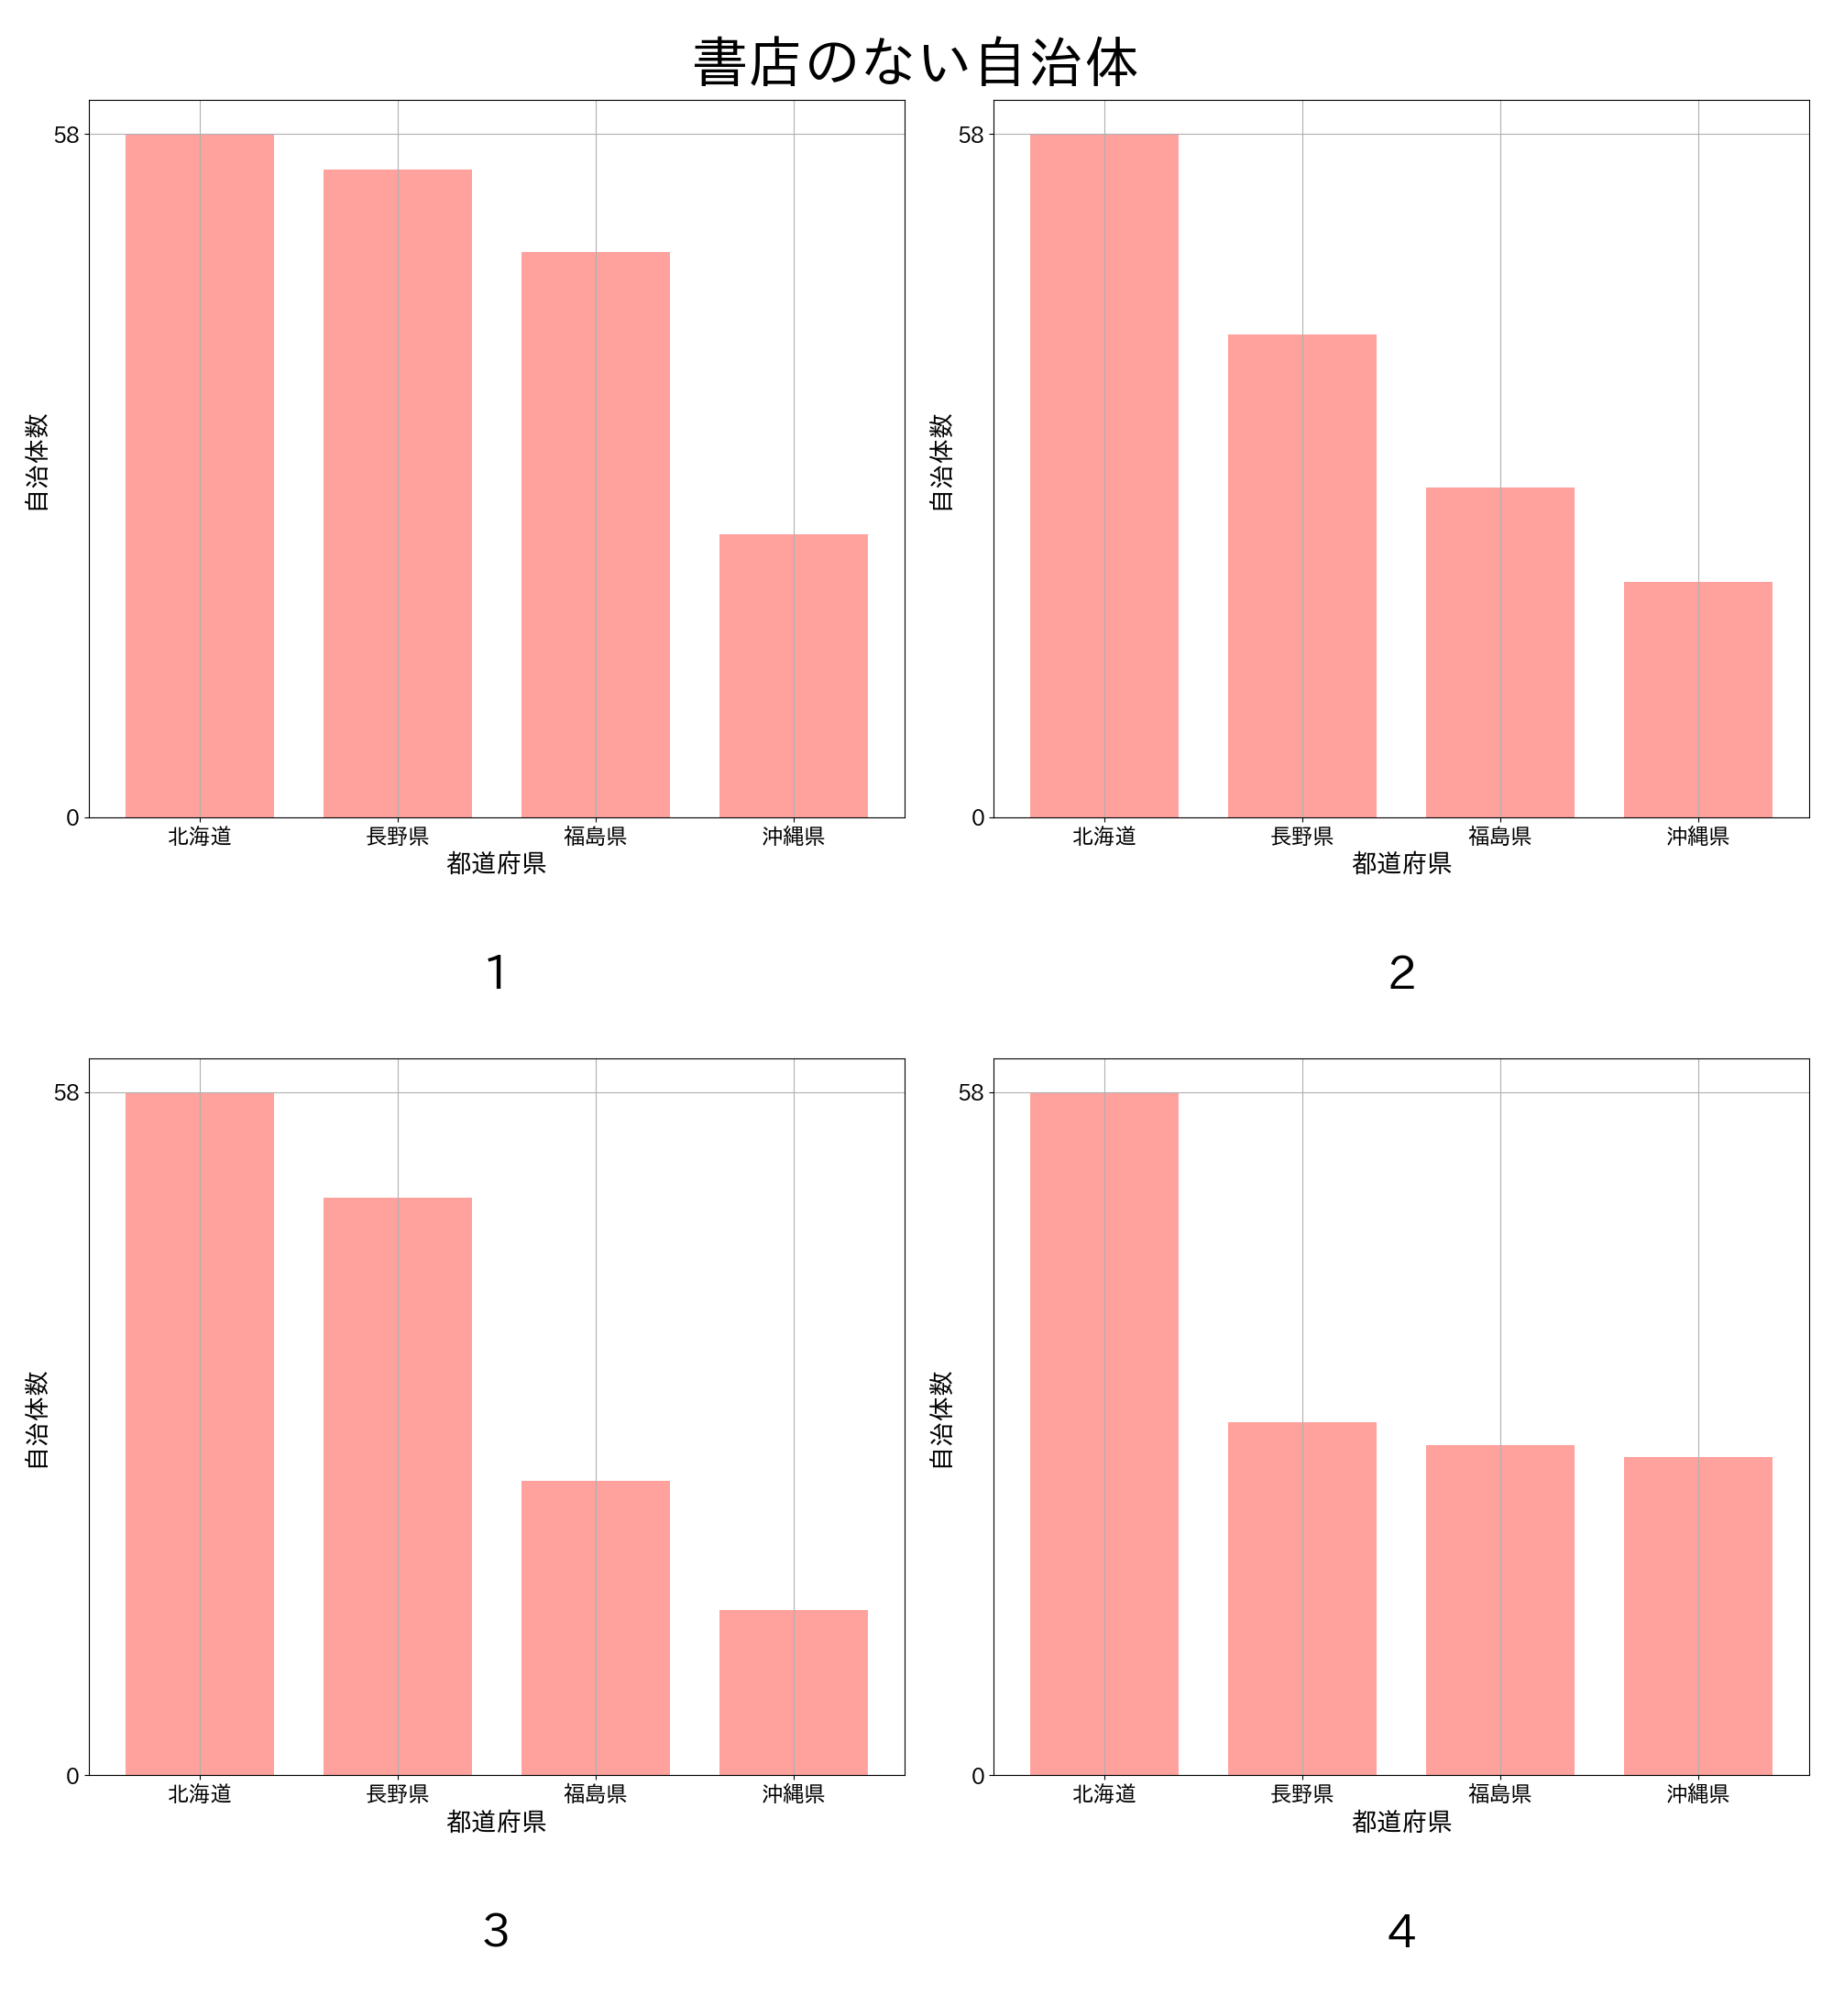 書店のない自治体
58
0
自治体数
北海道 長野県 福島県 沖縄県
都道府県
1
58
0
自治体数
北海道 長野県 福島県 沖縄県
都道府県
2
58
0
自治体数
北海道 長野県 福島県 沖縄県
都道府県
3
58
0
自治体数
北海道 長野県 福島県 沖縄県
都道府県
4